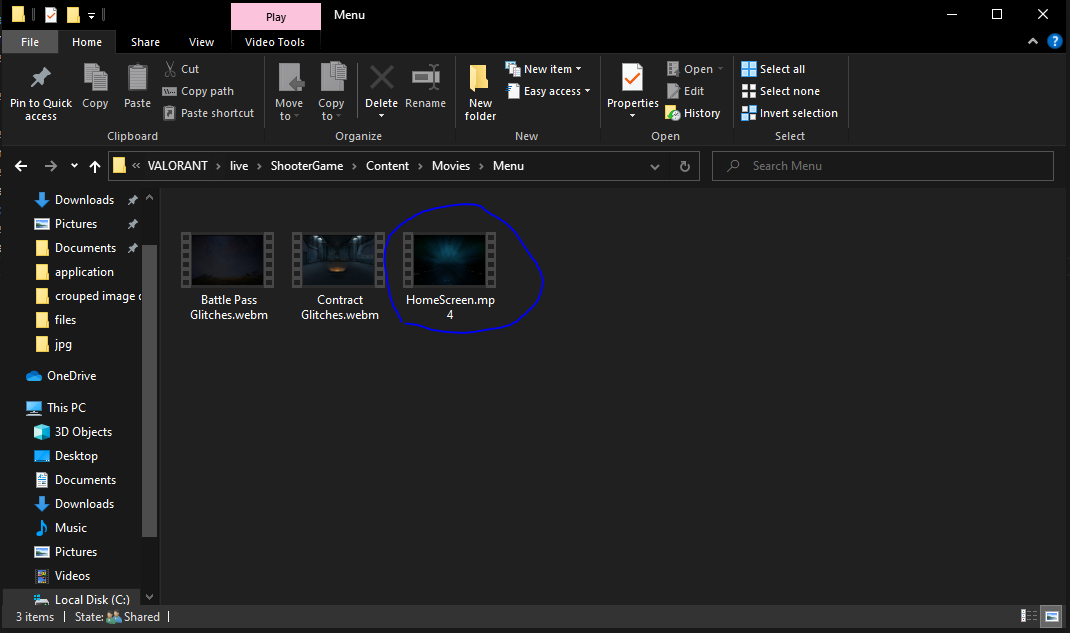 Play
Menu
File
Home
Share
View
Video Tools
Pin to Quick
access
Copy
Paste
Cut
Copy path
Paste shortcut
Clipboard
Move
to
Copy
to
Delete
Rename
Organize
New
folder
New item
Easy access
New
Properties
Open
Edit
History
Open
Select all
Select none
Invert selection
Select
« VALORANT › live › ShooterGame › Content › Movies › Menu
Search Menu
Downloads
Pictures
Documents
application
crouped image
files
jpg
OneDrive
This PC
3D Objects
Desktop
Documents
Downloads
Music
Pictures
Videos
Local Disk (C:)
Battle Pass
Glitches.webm
Contract
Glitches.webm
HomeScreen.mp
4
3 items
State:
Shared